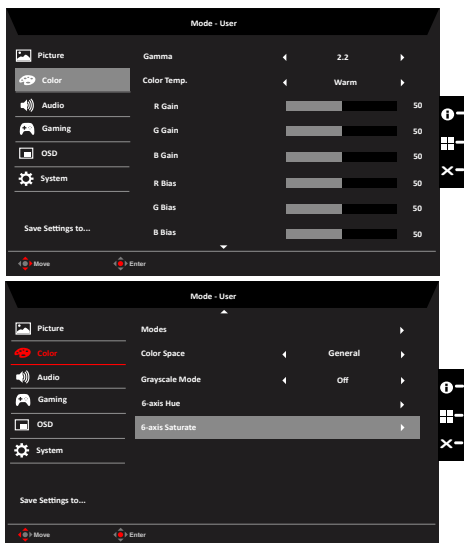 Mode - User
Picture Gamma 2.2
Color Color Temp. Warm
Audio R Gain 50
Gaming G Gain 50
OSD B Gain 50
System R Bias 50
G Bias 50
Save Settings to... B Bias 50
Move Enter
Mode - User
Picture Modes
Color Color Space General
Audio Grayscale Mode Off
Gaming 6-axis Hue
OSD 6-axis Saturate
System
Save Settings to...
Move Enter